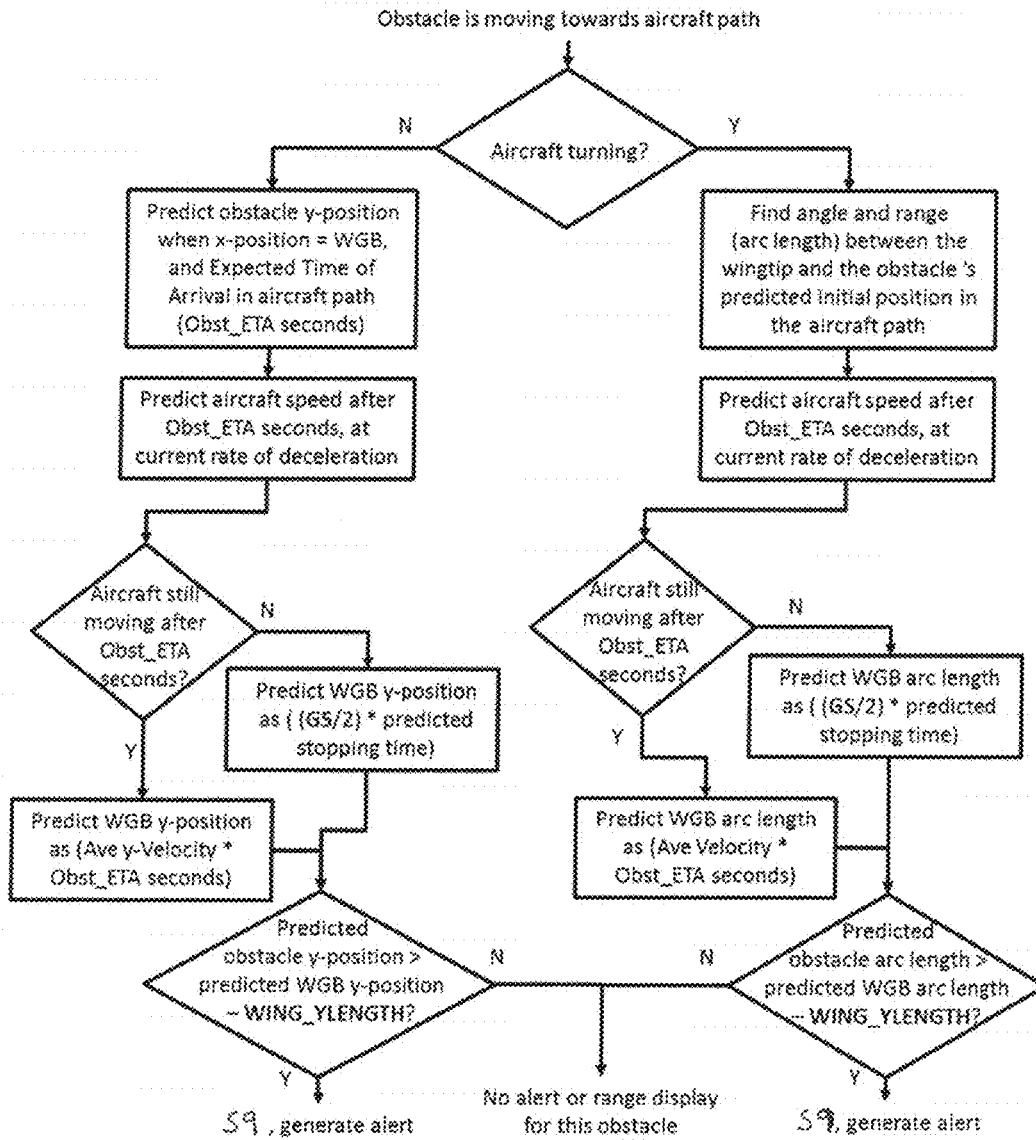 Obstacle is moving towards aircraft path
N
Y
Aircraft turning?
Predict obstacle y-position
when x-position = WGB,
and Expected Time of
Arrival in aircraft path
(Obst_ETA seconds)
Find angle and range
(arc length) between the
wingtip and the obstacle 's
predicted initial position in
the aircraft path
Predict aircraft speed after
Obst_ETA seconds, at
current rate of deceleration
Predict aircraft speed after
Obst_ETA seconds, at
current rate of deceleration
Aircraft still
moving after
Obst_ETA
seconds?
N
Y
Predict WGB y-position
as ( (GS/2) * predicted
stopping time)
Predict WGB y-position
as (Ave y-Velocity *
Obst_ETA seconds)
Aircraft still
moving after
Obst_ETA
seconds?
N
Y
Predict WGB arc length
as ( (GS/2) * predicted
stopping time)
Predict WGB arc length
as (Ave Velocity *
Obst_ETA seconds)
Predicted
obstacle y-position >
predicted WGB y-position
– WING_YLENGTH?
N
Y
Predicted
obstacle arc length >
predicted WGB arc length
– WING_YLENGTH?
N
Y
S9, generate alert
No alert or range display
for this obstacle
S9, generate alert